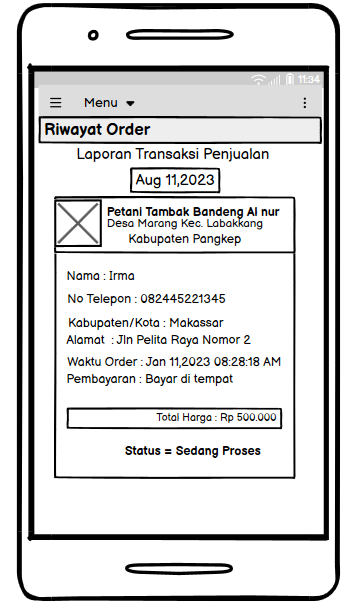 11:34
Menu
Riwayat Order
Laporan Transaksi Penjualan
Aug 11,2023
Petani Tambak Bandeng Al nur
Desa Marang Kec. Labakkang
Kabupaten Pangkep
Nama : Irma
No Telepon : 082445221345
Kabupaten/Kota : Makassar
Alamat : Jln Pelita Raya Nomor 2
Waktu Order : Jan 11,2023 08:28:18 AM
Pembayaran : Bayar di tempat
Total Harga : Rp 500.000
Status = Sedang Proses